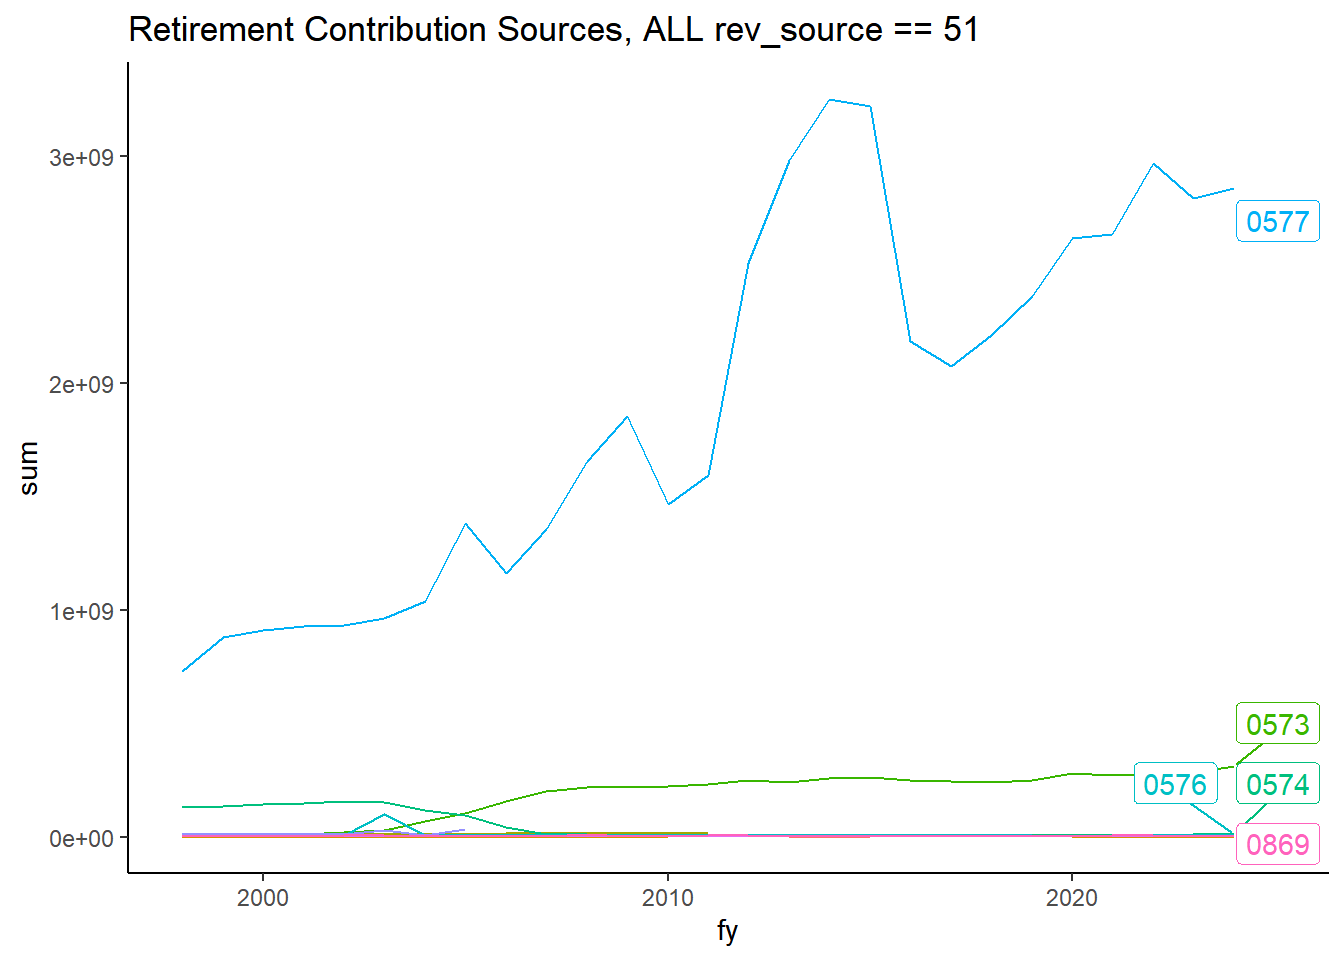 Retirement Contribution Sources, ALL rev_source == 51
3e+09
2e+09
1e+09
0e+00
sum
0577
0573
0576
0574
0869
2000
2010
2020
fy